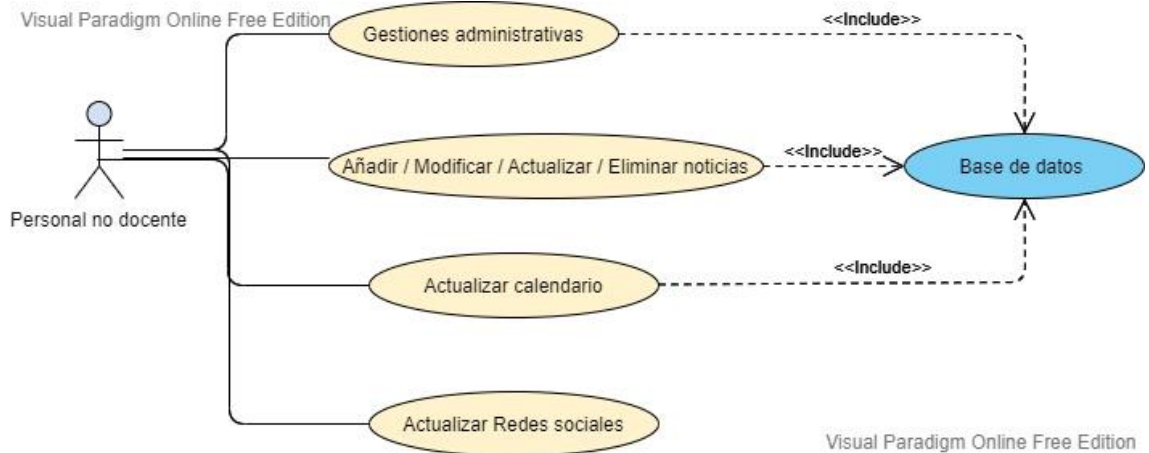 Visual Paradigm Online Free Edition
Gestiones administrativas
<<Include>>
Añadir / Modificar / Actualizar / Eliminar noticias
<<Include>>
Base de datos
Personal no docente
Actualizar calendario
<<Include>>
Actualizar Redes sociales
Visual Paradigm Online Free Edition